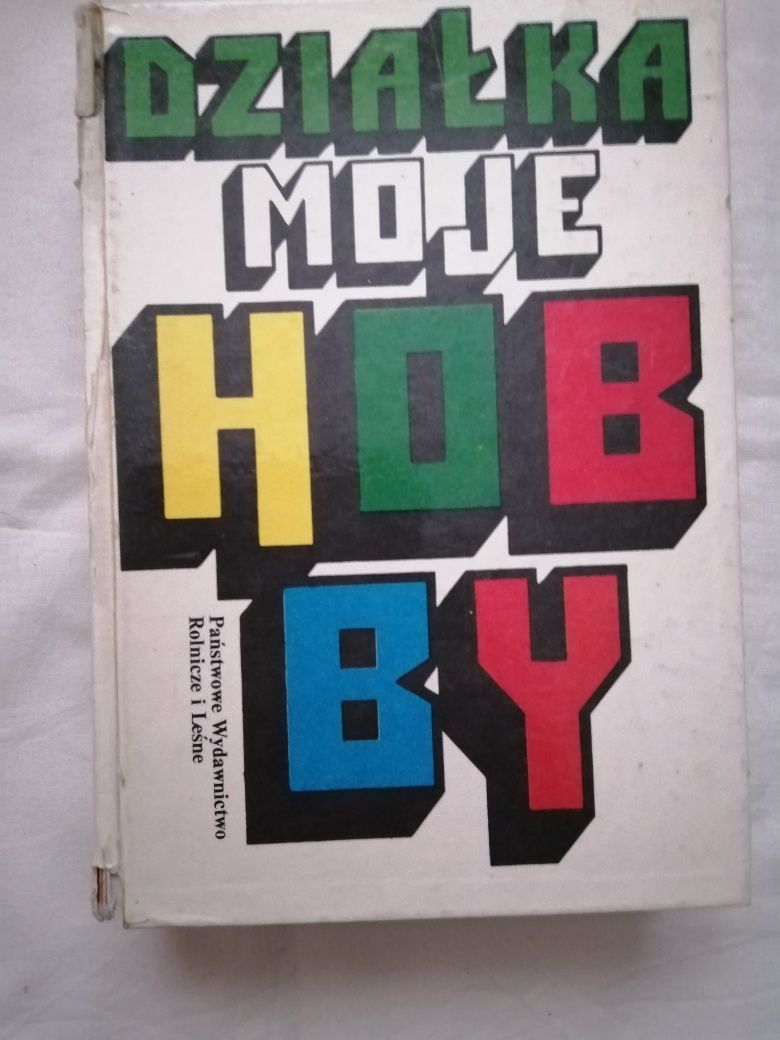 DZIAŁKA
MOJE
HOB
BY
Państwowe Wydawnictwo
Rolnicze i Leśne